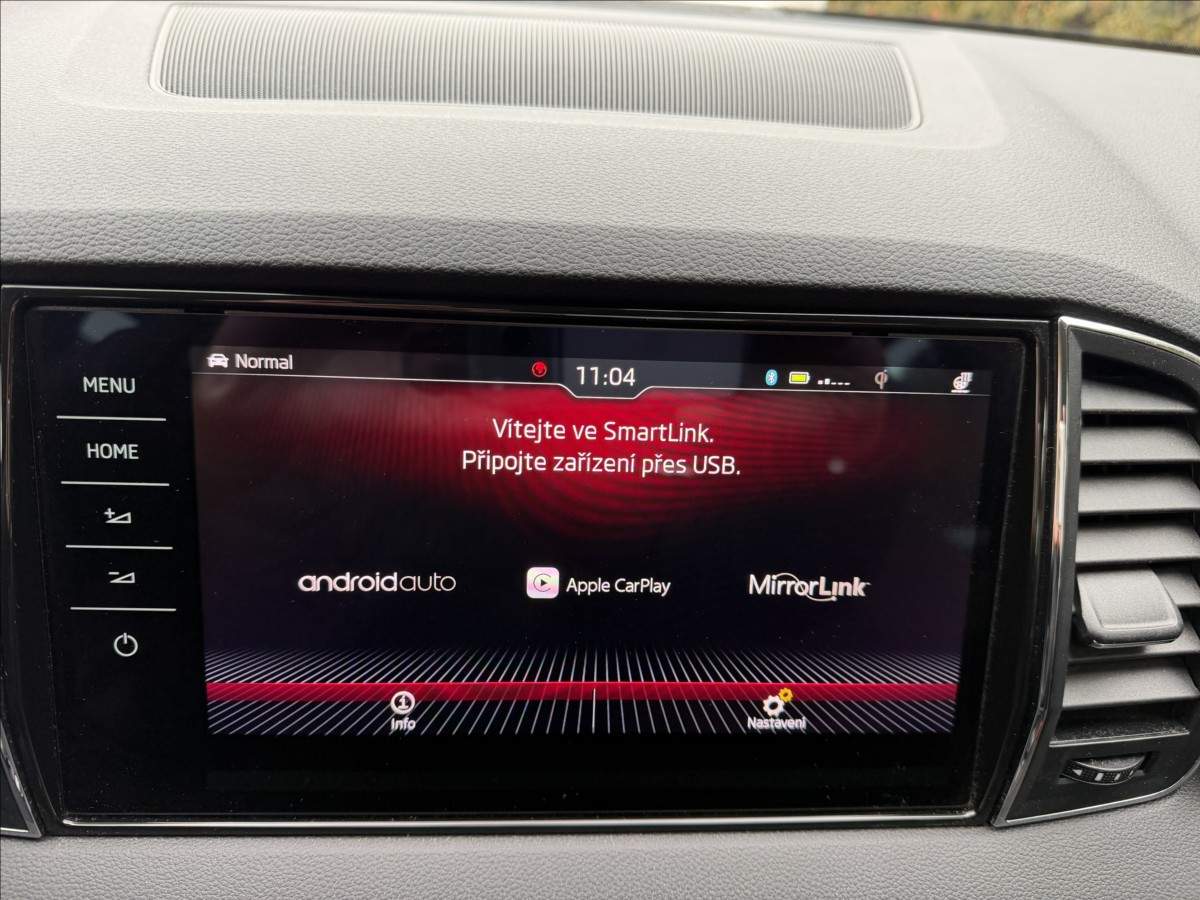 MENU
HOME
Normal
11:04
Vítejte ve SmartLink.
Připojte zařízení přes USB.
androidauto
Apple CarPlay
MirrorLink
Info
Nastavení